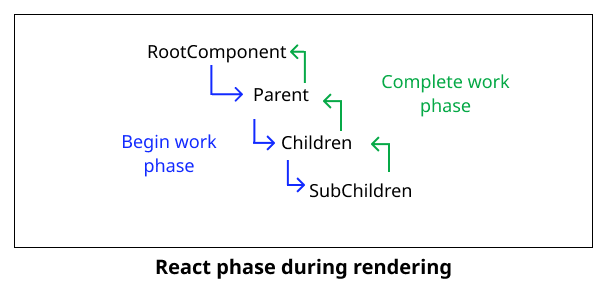 RootComponent
Parent
Complete work
phase
Begin work
phase
Children
SubChildren
React phase during rendering